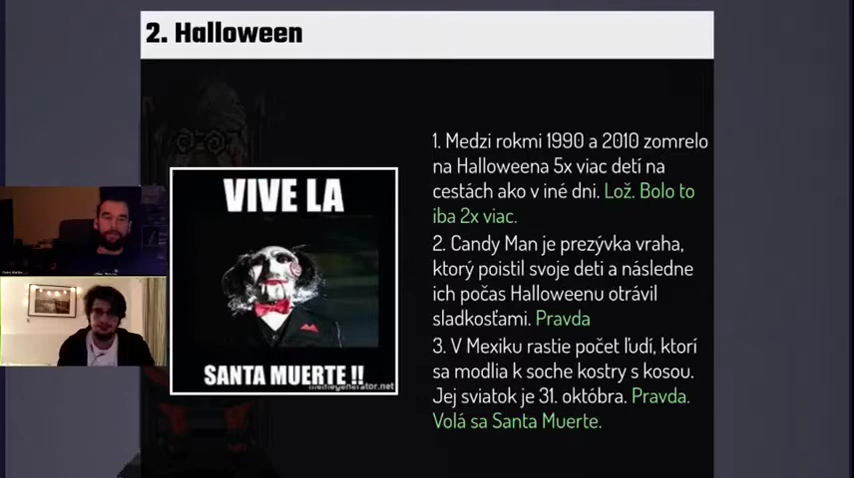 2. Halloween
VIVE LA
SANTA MUERTE !!
memegenerator.net
1. Medzi rokmi 1990 a 2010 zomrelo
na Halloweena 5x viac detí na
cestách ako v iné dni. Lož. Bolo to
iba 2x viac.
2. Candy Man je prezývka vraha,
ktorý poistil svoje deti a následne
ich počas Halloweenu otrávil
sladkosťami. Pravda
3. V Mexiku rastie počet ľudí, ktorí
sa modlia k soche kostry s kosou.
Jej sviatok je 31. októbra. Pravda.
Volá sa Santa Muerte.